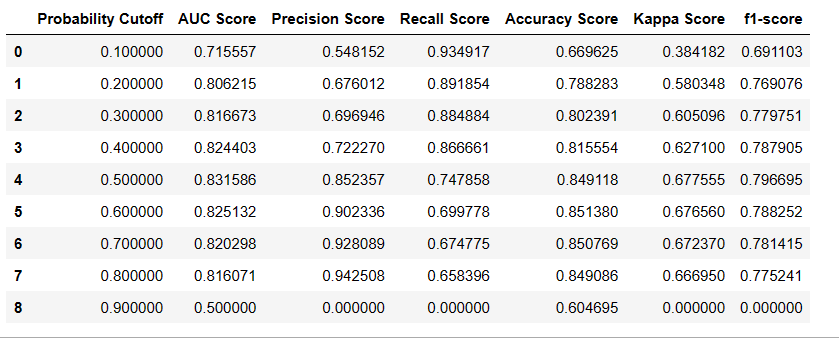 Probability Cutoff AUC Score Precision Score Recall Score Accuracy Score Kappa Score f1-score
0 0.100000 0.715557 0.548152 0.934917 0.669625 0.384182 0.691103
1 0.200000 0.806215 0.676012 0.891854 0.788283 0.580348 0.769076
2 0.300000 0.816673 0.696946 0.884884 0.802391 0.605096 0.779751
3 0.400000 0.824403 0.722270 0.866661 0.815554 0.627100 0.787905
4 0.500000 0.831586 0.852357 0.747858 0.849118 0.677555 0.796695
5 0.600000 0.825132 0.902336 0.699778 0.851380 0.676560 0.788252
6 0.700000 0.820298 0.928089 0.674775 0.850769 0.672370 0.781415
7 0.800000 0.816071 0.942508 0.658396 0.849086 0.666950 0.775241
8 0.900000 0.500000 0.000000 0.000000 0.604695 0.000000 0.000000